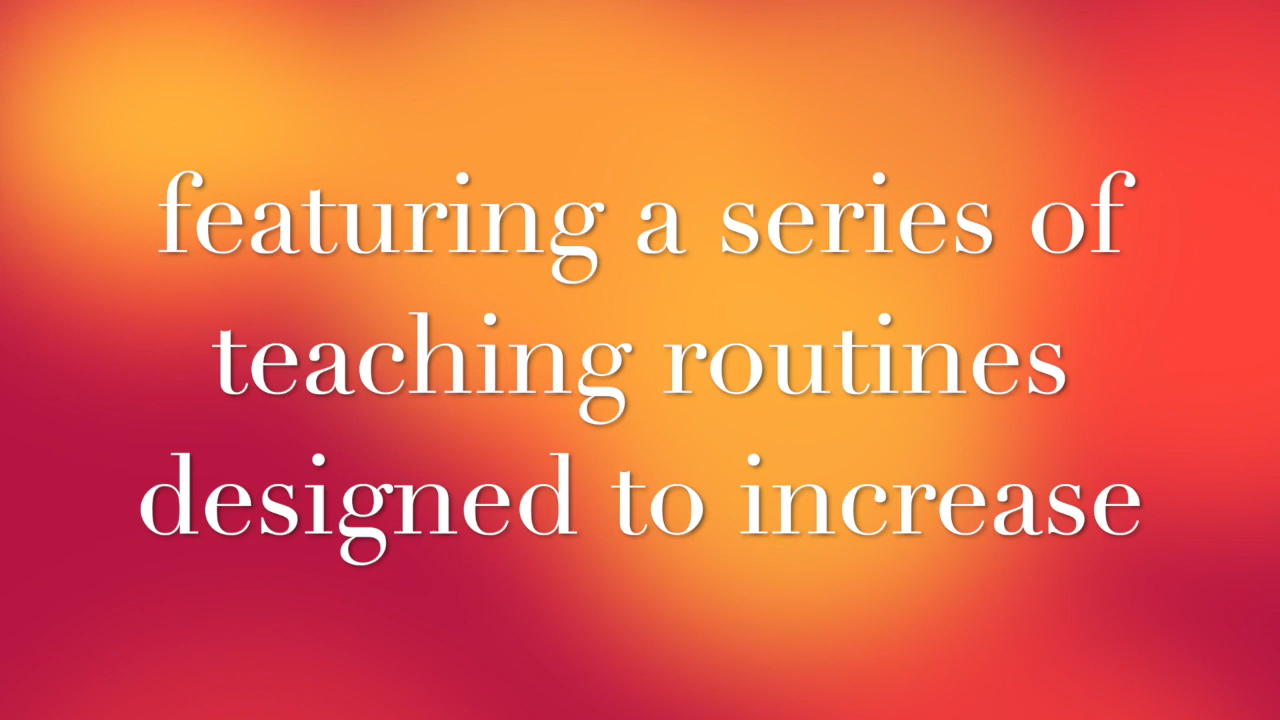 featuring a series of
teaching routines
designed to increase